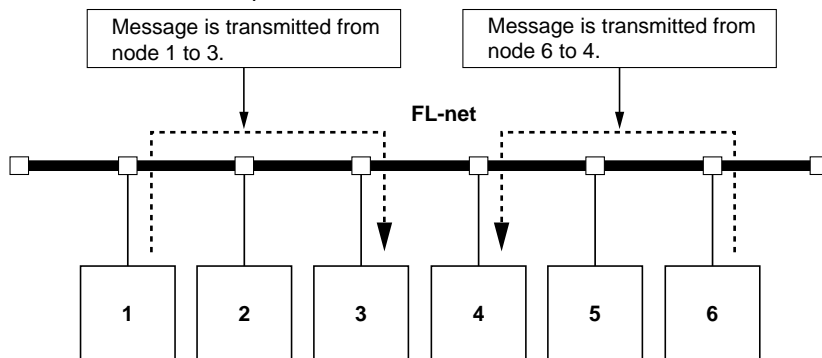 Message is transmitted from
node 1 to 3.
Message is transmitted from
node 6 to 4.
FL-net
1
2
3
4
5
6